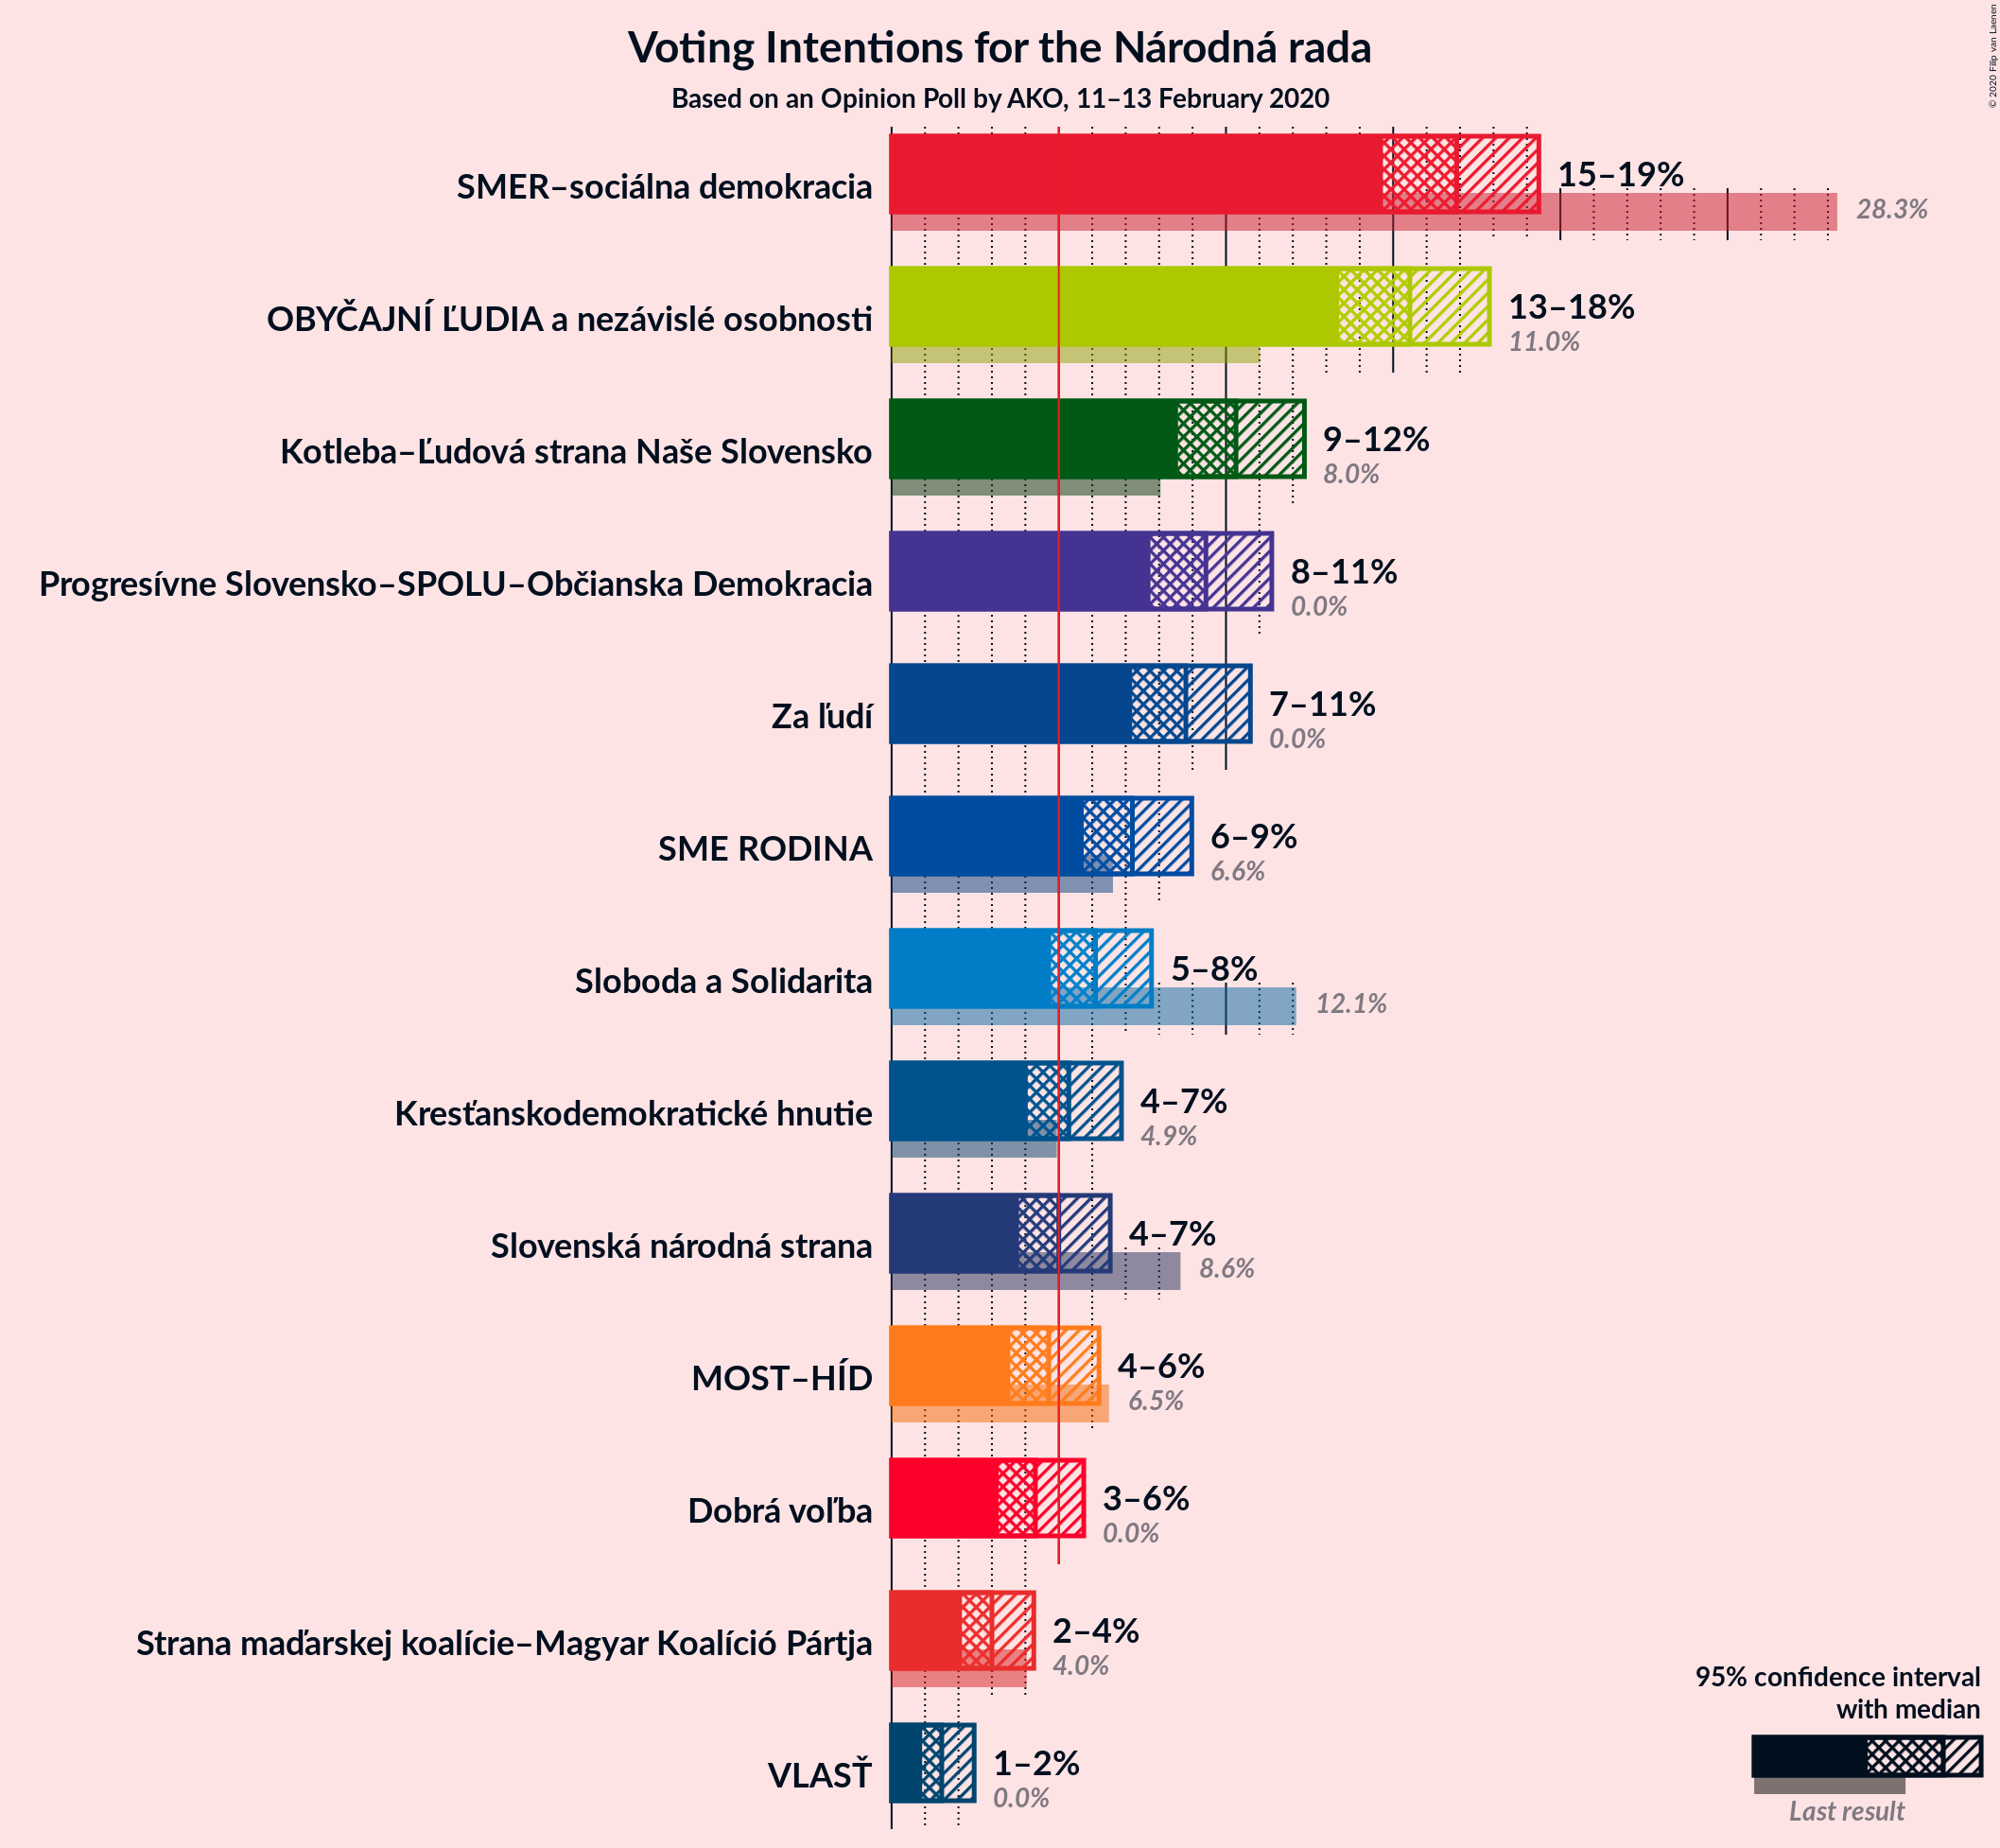 Voting Intentions for the Národná rada
Based on an Opinion Poll by AKO, 11–13 February 2020
© 2020 Filip van Laenen
SMER–sociálna demokracia
15–19%
28.3%
OBYČAJNÍ ĽUDIA a nezávislé osobnosti
13–18%
11.0%
Kotleba–Ľudová strana Naše Slovensko
9–12%
8.0%
Progresívne Slovensko–SPOLU–Občianska Demokracia
8–11%
0.0%
Za ľudí
7–11%
0.0%
SME RODINA
6–9%
6.6%
Sloboda a Solidarita
5–8%
12.1%
Kresťanskodemokratické hnutie
4–7%
4.9%
Slovenská národná strana
4–7%
8.6%
MOST–HÍD
4–6%
6.5%
Dobrá voľba
3–6%
0.0%
Strana maďarskej koalície–Magyar Koalíció Pártja
2–4%
4.0%
VLASŤ
1–2%
0.0%
95% confidence interval
with median
Last result